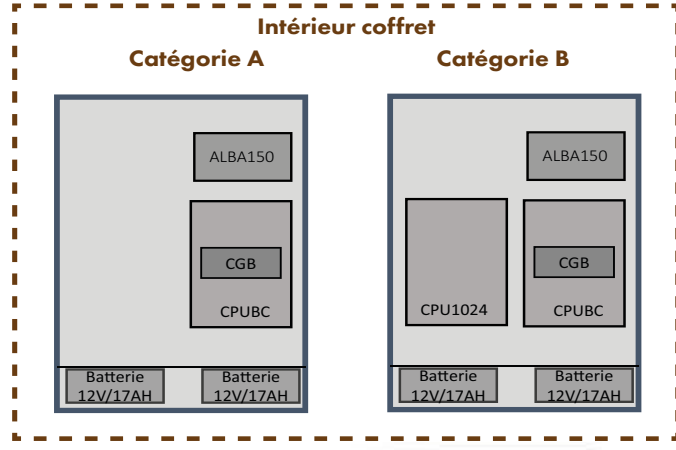 Intérieur coffret
Catégorie A
Catégorie B
ALBA150
CGB
CPUBC
Batterie
12V/17AH
Batterie
12V/17AH
ALBA150
CPU1024
CGB
CPUBC
Batterie
12V/17AH
Batterie
12V/17AH